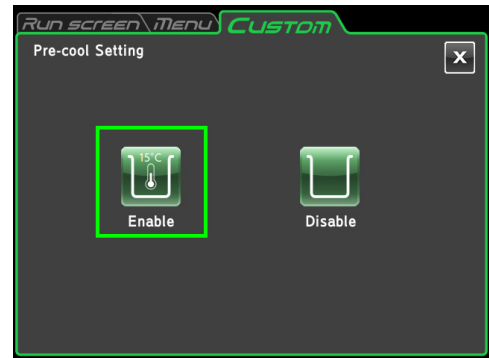 Run screen Menu Custom
Pre-cool Setting
X
15°C
Enable Disable